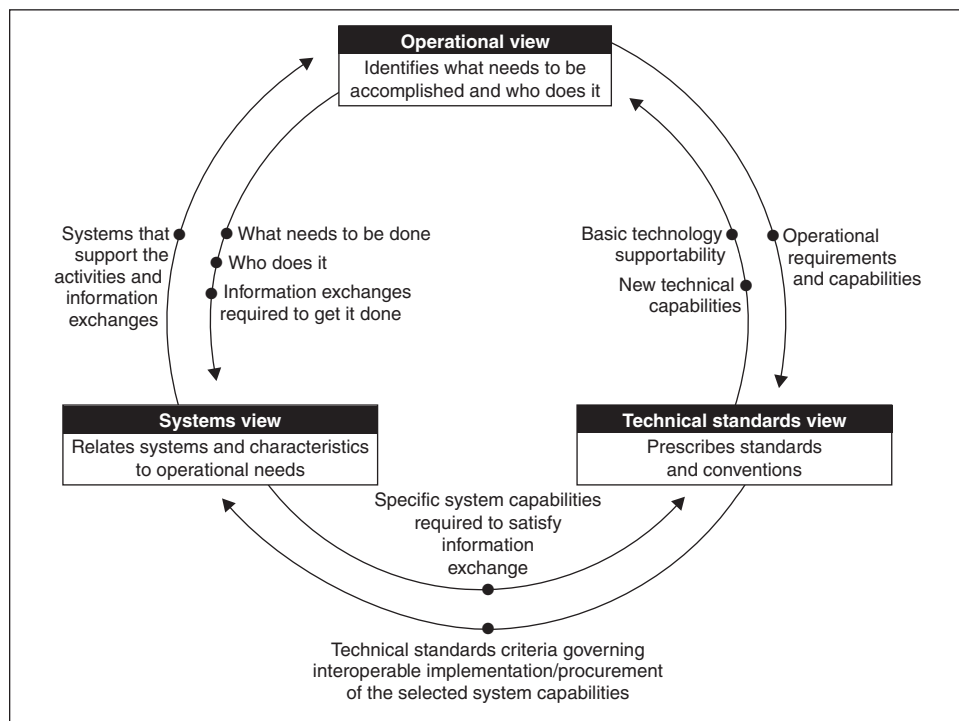 Operational view
Identifies what needs to be
accomplished and who does it
Systems that
support the
activities and
information
exchanges
What needs to be done
Who does it
Information exchanges
required to get it done
Basic technology
supportability
New technical
capabilities
Operational
requirements
and capabilities
Systems view
Relates systems and characteristics
to operational needs
Technical standards view
Prescribes standards
and conventions
Specific system capabilities
required to satisfy
information
exchange
Technical standards criteria governing
interoperable implementation/procurement
of the selected system capabilities